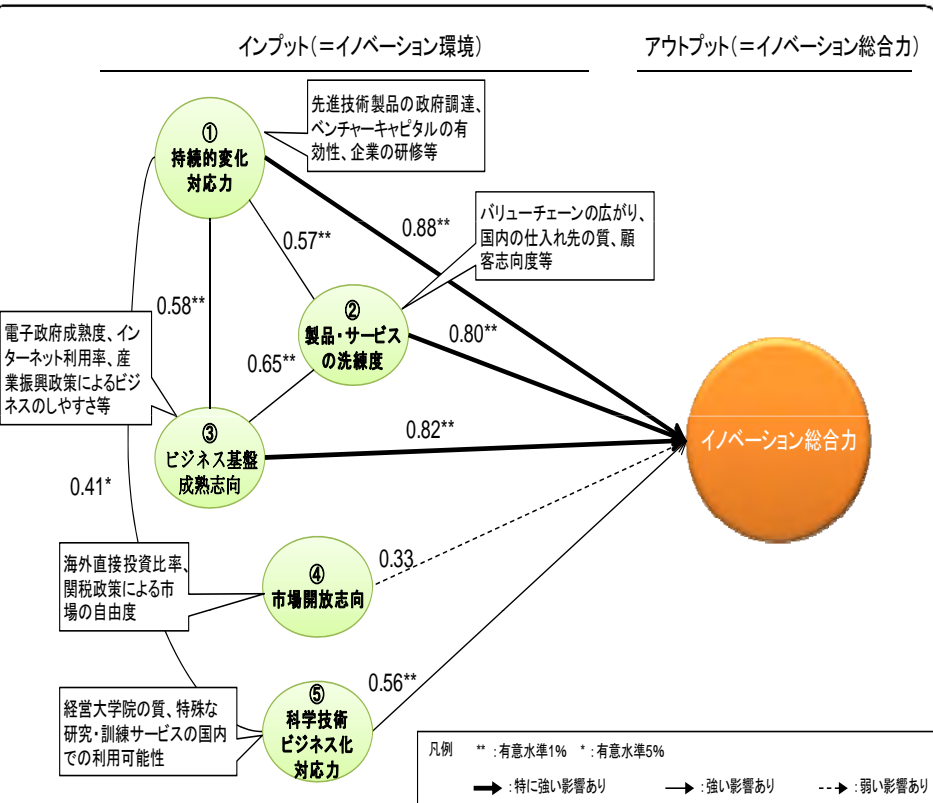 インプット(=イノベーション環境)
アウトプット(=イノベーション総合力)
先進技術製品の政府調達、
ベンチャーキャピタルの有
効性、企業の研修等
①
持続的変化
対応力
バリューチェーンの広がり、
国内の仕入れ先の質、顧
客志向度等
0.88**
0.57**
②
製品・サービス
の洗練度
0.58**
0.80**
電子政府成熟度、イン
ターネット利用率、産
業振興政策によるビジ
ネスのしやすさ等
0.65**
③
ビジネス基盤
成熟志向
0.82**
イノベーション総合力
0.41*
海外直接投資比率、
関税政策による市
場の自由度
④
市場開放志向
0.33
経営大学院の質、特殊な
研究・訓練サービスの国内
での利用可能性
⑤
科学技術
ビジネス化
対応力
0.56**
凡例 ** :有意水準1% * :有意水準5%
:特に強い影響あり :強い影響あり :弱い影響あり